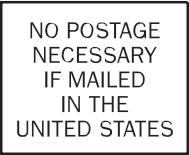 NO POSTAGE
NECESSARY
IF MAILED
IN THE
UNITED STATES